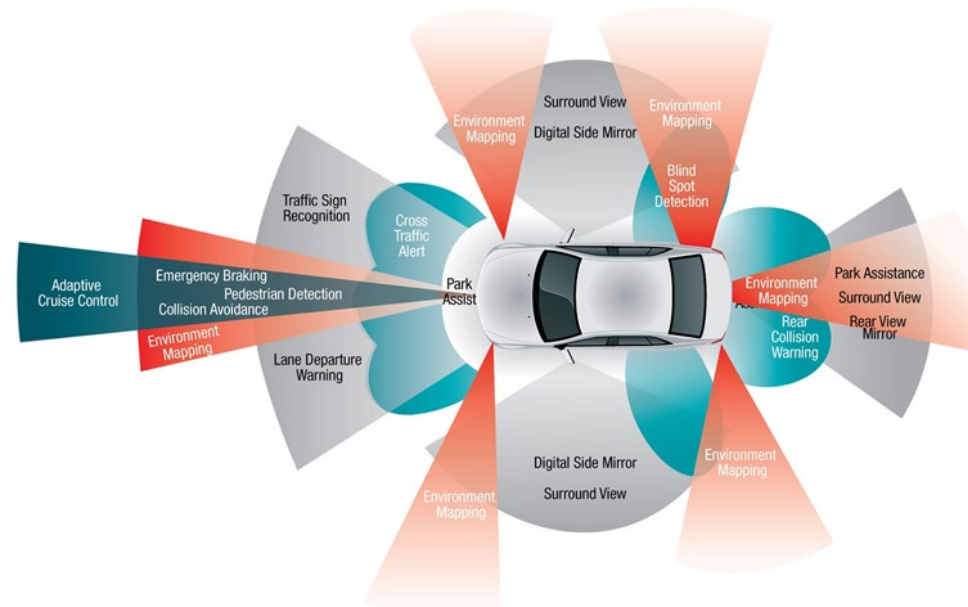 Surround View
Digital Side Mirror
Environment
Mapping
Environment
Mapping
Blind
Spot
Detection
Traffic Sign
Recognition
Cross
Traffic
Alert
Adaptive
Cruise Control
Emergency Braking
Pedestrian Detection
Collision Avoidance
Environment
Mapping
Park
Assist
Lane Departure
Warning
Environment
Mapping
Park Assistance
Surround View
Rear View
Mirror
Rear
Collision
Warning
Digital Side Mirror
Surround View
Environment
Mapping
Environment
Mapping